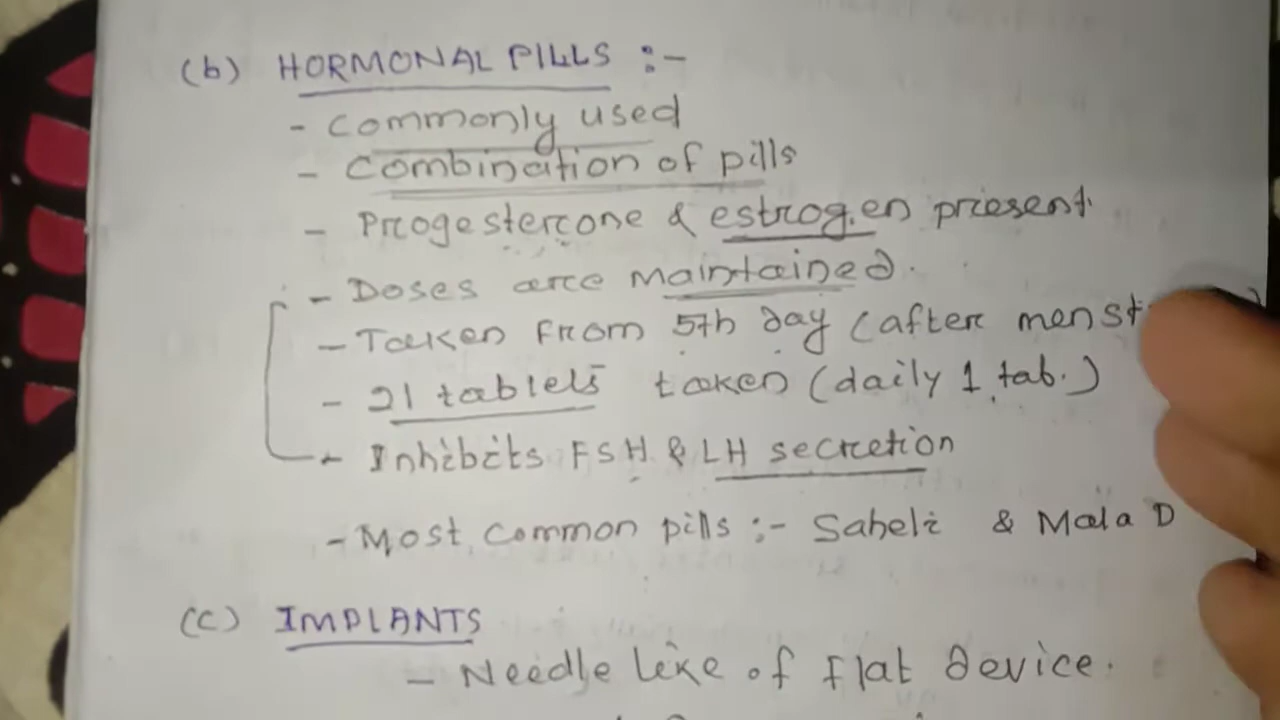 (b) HORMONAL PILLS :-
- commonly used
- combination of pills
- Progesterone & estrogen present.
- Doses are maintained.
- Taken from 5th day (after
- 21 tablets taken (daily 1 tab.)
- Inhibits FSH & LH secretion
- Most common pills :- Saheli & Mala D
(c) IMPLANTS
- Needle like of flat device.